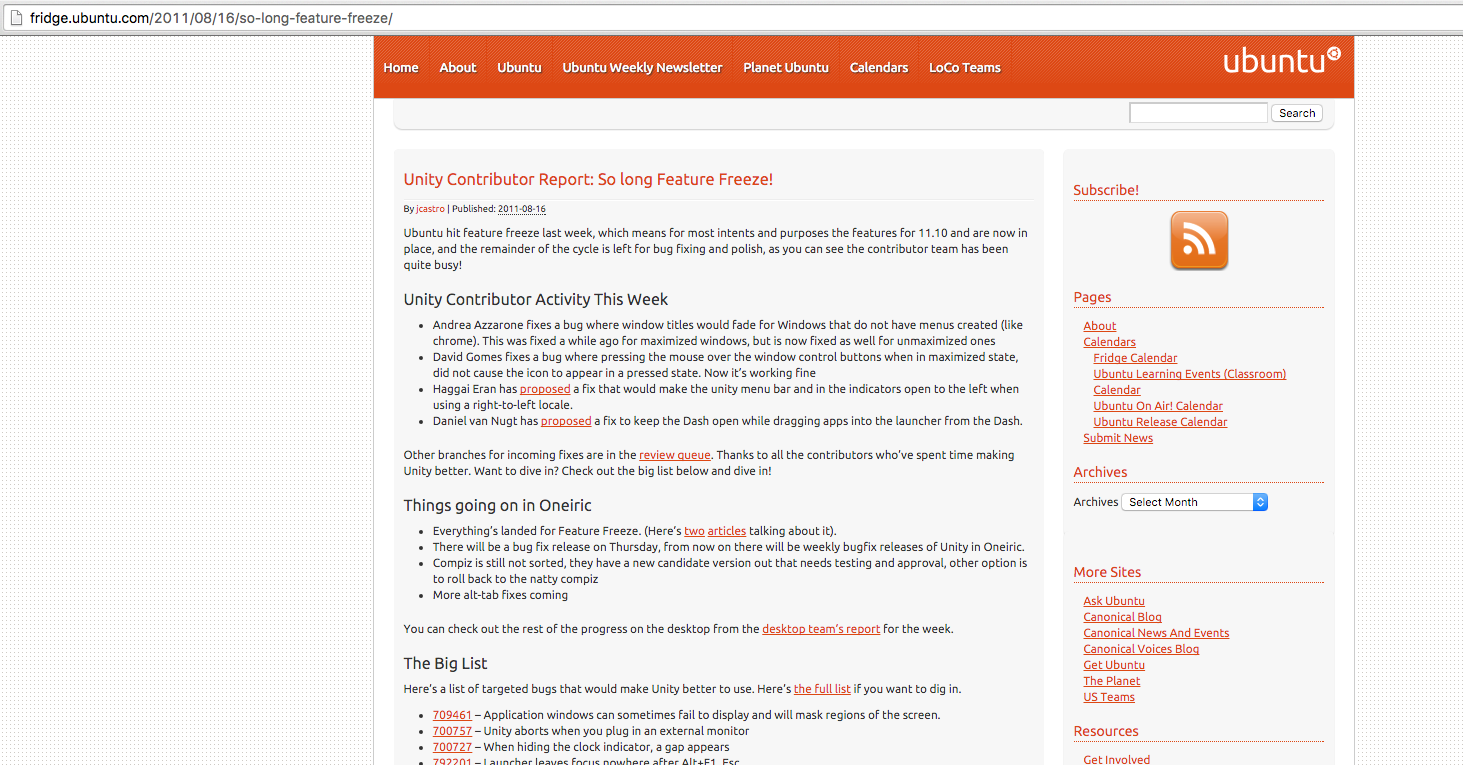 fridge.ubuntu.com/2011/08/16/so-long-feature-freeze/
Home About Ubuntu Ubuntu Weekly Newsletter Planet Ubuntu Calendars LoCo Teams
ubuntu
Search
Unity Contributor Report: So long Feature Freeze!
By jcastro | Published: 2011-08-16
Ubuntu hit feature freeze last week, which means for most intents and purposes the features for 11.10 and are now in
place, and the remainder of the cycle is left for bug fixing and polish, as you can see the contributor team has been
quite busy!
Unity Contributor Activity This Week
• Andrea Azzarone fixes a bug where window titles would fade for Windows that do not have menus created (like
chrome). This was fixed a while ago for maximized windows, but is now fixed as well for unmaximized ones
• David Gomes fixes a bug where pressing the mouse over the window control buttons when in maximized state,
did not cause the icon to appear in a pressed state. Now it's working fine
• Haggai Eran has proposed a fix that would make the unity menu bar and in the indicators open to the left when
using a right-to-left locale.
• Daniel van Nugt has proposed a fix to keep the Dash open while dragging apps into the launcher from the Dash.
Other branches for incoming fixes are in the review queue. Thanks to all the contributors who've spent time making
Unity better. Want to dive in? Check out the big list below and dive in!
Things going on in Oneiric
• Everything's landed for Feature Freeze. (Here's two articles talking about it).
• There will be a bug fix release on Thursday, from now on there will be weekly bugfix releases of Unity in Oneiric.
• Compiz is still not sorted, they have a new candidate version out that needs testing and approval, other option is
to roll back to the natty compiz
• More alt-tab fixes coming
You can check out the rest of the progress on the desktop from the desktop team's report for the week.
The Big List
Here's a list of targeted bugs that would make Unity better to use. Here's the full list if you want to dig in.
• 709461 – Application windows can sometimes fail to display and will mask regions of the screen.
• 700757 – Unity aborts when you plug in an external monitor
• 700727 – When hiding the clock indicator, a gap appears
• 792201 – Launcher leaves focus nowhere after Alt+F1, Esc
Subscribe!
Pages
About
Calendars
Fridge Calendar
Ubuntu Learning Events (Classroom)
Calendar
Ubuntu On Air! Calendar
Ubuntu Release Calendar
Submit News
Archives
Archives Select Month
More Sites
Ask Ubuntu
Canonical Blog
Canonical News And Events
Canonical Voices Blog
Get Ubuntu
The Planet
US Teams
Resources
Get Involved